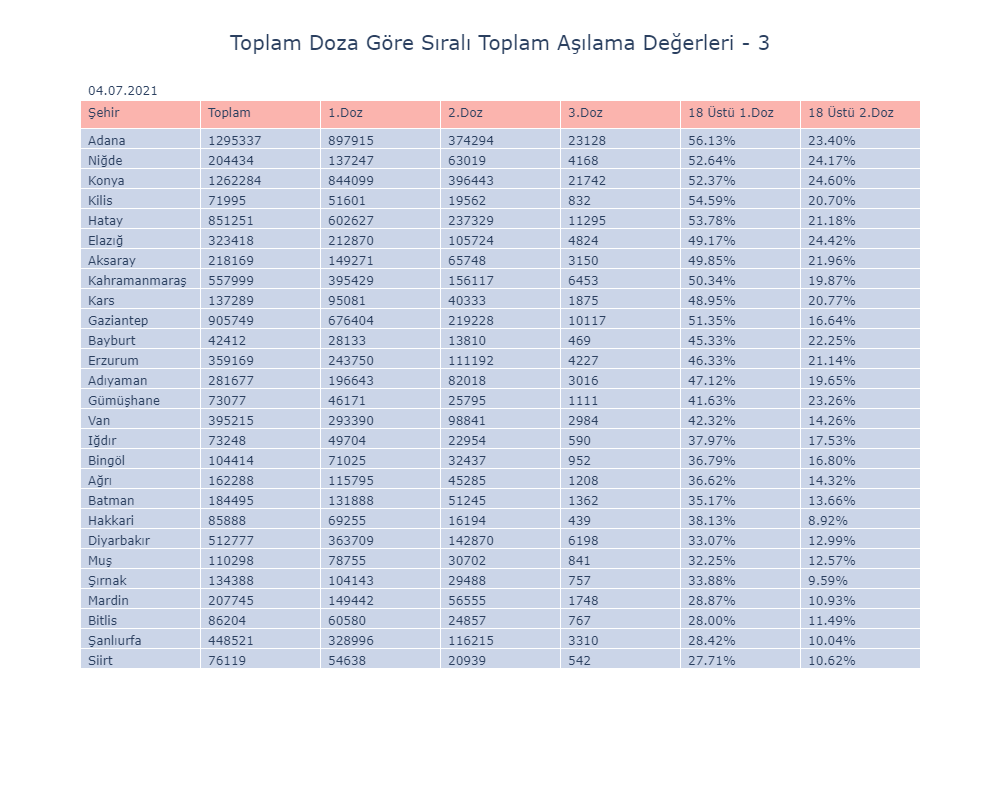 Toplam Doza Göre Sıralı Toplam Aşılama Değerleri - 3
04.07.2021
Şehir Toplam 1.Doz 2.Doz 3.Doz 18 Üstü 1.Doz 18 Üstü 2.Doz
Adana 1295337 897915 374294 23128 56.13% 23.40%
Niğde 204434 137247 63019 4168 52.64% 24.17%
Konya 1262284 844099 396443 21742 52.37% 24.60%
Kilis 71995 51601 19562 832 54.59% 20.70%
Hatay 851251 602627 237329 11295 53.78% 21.18%
Elazığ 323418 212870 105724 4824 49.17% 24.42%
Aksaray 218169 149271 65748 3150 49.85% 21.96%
Kahramanmaraş 557999 395429 156117 6453 50.34% 19.87%
Kars 137289 95081 40333 1875 48.95% 20.77%
Gaziantep 905749 676404 219228 10117 51.35% 16.64%
Bayburt 42412 28133 13810 469 45.33% 22.25%
Erzurum 359169 243750 111192 4227 46.33% 21.14%
Adıyaman 281677 196643 82018 3016 47.12% 19.65%
Gümüşhane 73077 46171 25795 1111 41.63% 23.26%
Van 395215 293390 98841 2984 42.32% 14.26%
Iğdır 73248 49704 22954 590 37.97% 17.53%
Bingöl 104414 71025 32437 952 36.79% 16.80%
Ağrı 162288 115795 45285 1208 36.62% 14.32%
Batman 184495 131888 51245 1362 35.17% 13.66%
Hakkari 85888 69255 16194 439 38.13% 8.92%
Diyarbakır 512777 363709 142870 6198 33.07% 12.99%
Muş 110298 78755 30702 841 32.25% 12.57%
Şırnak 134388 104143 29488 757 33.88% 9.59%
Mardin 207745 149442 56555 1748 28.87% 10.93%
Bitlis 86204 60580 24857 767 28.00% 11.49%
Şanlıurfa 448521 328996 116215 3310 28.42% 10.04%
Siirt 76119 54638 20939 542 27.71% 10.62%